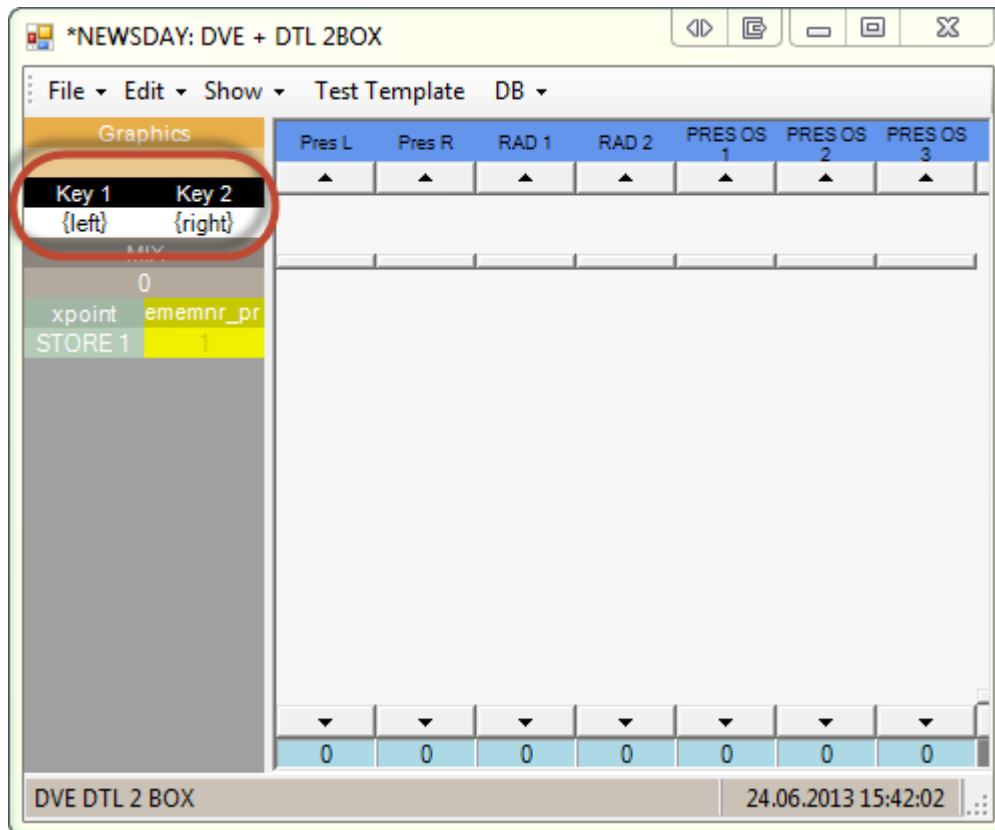 *NEWSDAY: DVE + DTL 2BOX
File Edit Show Test Template DB
Graphics
Key 1 Key 2
{left} {right}
MIX
0
xpoint ememnr_pr
STORE 1 1
Pres L Pres R RAD 1 RAD 2 PRES OS 1 PRES OS 2 PRES OS 3
0 0 0 0 0 0 0
DVE DTL 2 BOX 24.06.2013 15:42:02